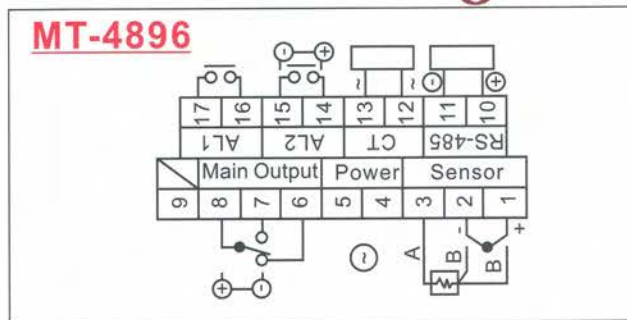 MT-4896
- +
~ ~ - +
17 16 15 14 13 12 11 10
AL1 AL2 CT RS-485
Main Output Power Sensor
9 8 7 6 5 4 3 2 1
- +
~ A B B
+ -